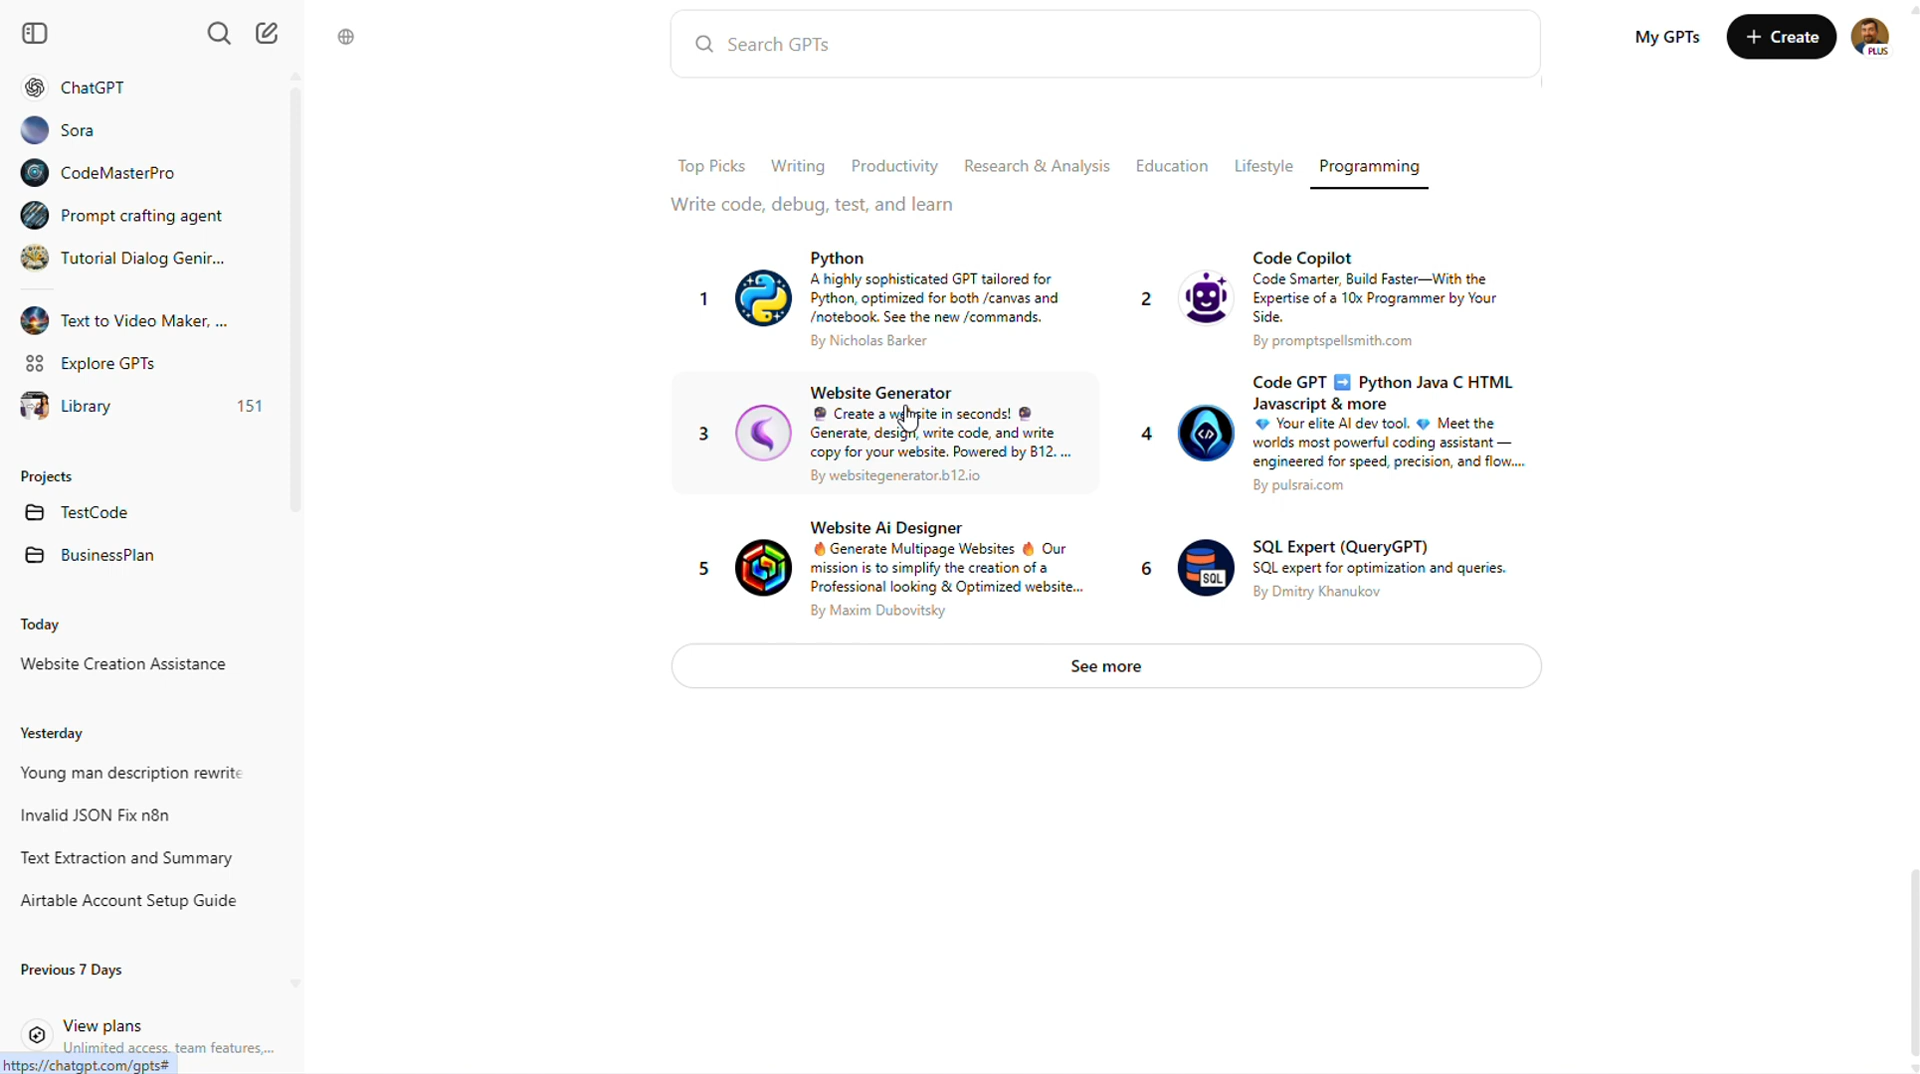 ChatGPT
Sora
CodeMasterPro
Prompt crafting agent
Tutorial Dialog Genir...
Text to Video Maker, ...
Explore GPTs
Library 151
Projects
TestCode
BusinessPlan
Today
Website Creation Assistance
Yesterday
Young man description rewrite
Invalid JSON Fix n8n
Text Extraction and Summary
Airtable Account Setup Guide
Previous 7 Days
View plans
Unlimited access, team features,...
https://chatgpt.com/gpts#
Search GPTs
My GPTs
+ Create
PLUS
Top Picks Writing Productivity Research & Analysis Education Lifestyle Programming
Write code, debug, test, and learn
1
Python
A highly sophisticated GPT tailored for
Python, optimized for both /canvas and
/notebook. See the new /commands.
By Nicholas Barker
2
Code Copilot
Code Smarter, Build Faster—With the
Expertise of a 10x Programmer by Your
Side.
By promptspellsmith.com
3
Website Generator
🔮 Create a website in seconds! 🔮
Generate, design, write code, and write
copy for your website. Powered by B12. ...
By websitegenerator.b12.io
4
Code GPT ➡️ Python Java C HTML
Javascript & more
💎 Your elite AI dev tool. 💎 Meet the
worlds most powerful coding assistant —
engineered for speed, precision, and flow....
By pulsrai.com
5
Website Ai Designer
🔥 Generate Multipage Websites 🔥 Our
mission is to simplify the creation of a
Professional looking & Optimized website...
By Maxim Dubovitsky
6
SQL
SQL Expert (QueryGPT)
SQL expert for optimization and queries.
By Dmitry Khanukov
See more